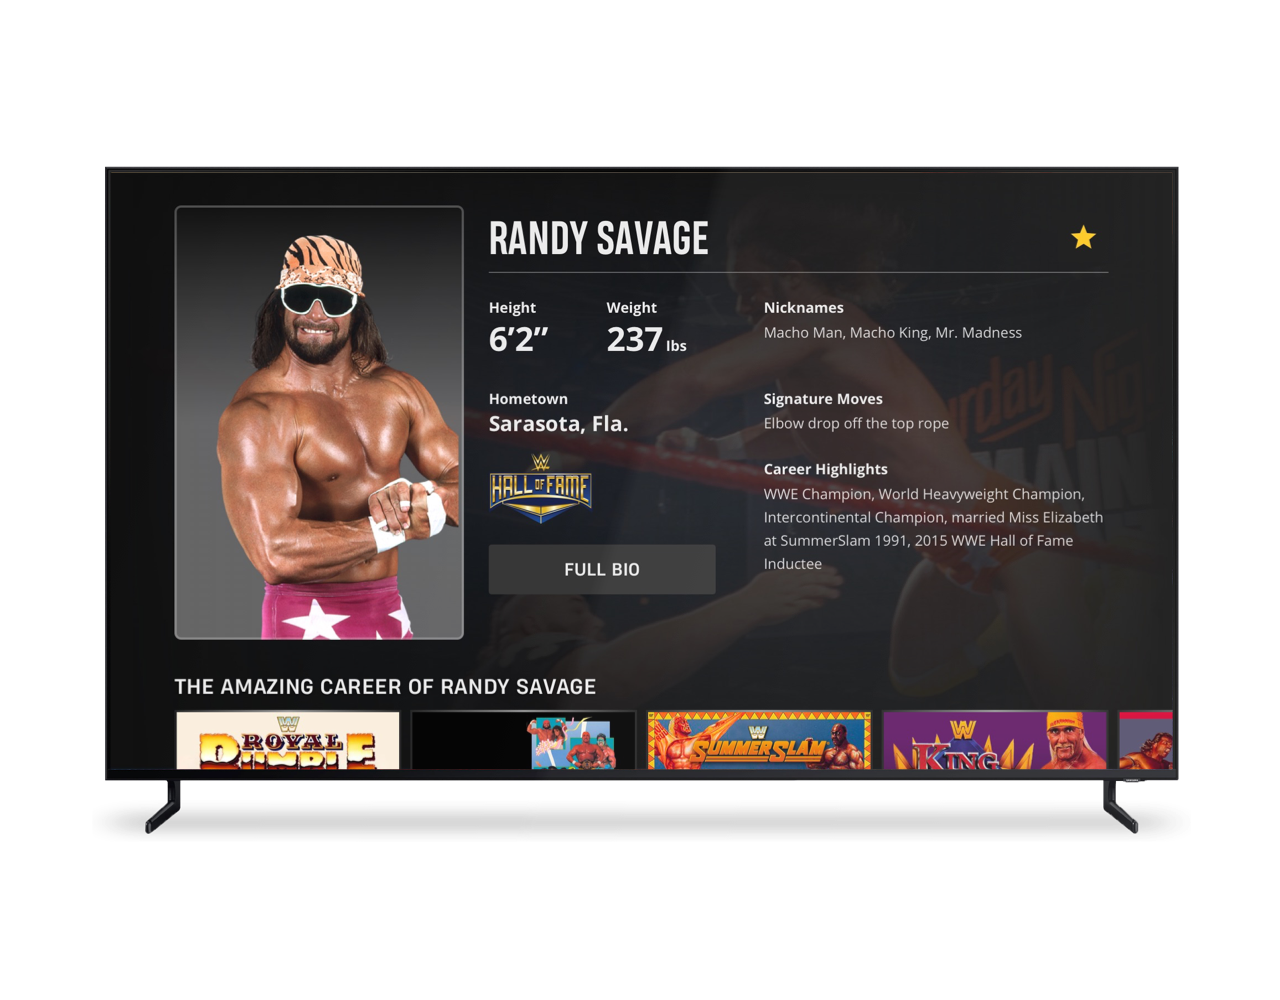 RANDY SAVAGE
Height
6’2”
Weight
237 lbs
Nicknames
Macho Man, Macho King, Mr. Madness
Hometown
Sarasota, Fla.
Signature Moves
Elbow drop off the top rope
W
HALL OF FAME
Career Highlights
WWE Champion, World Heavyweight Champion,
Intercontinental Champion, married Miss Elizabeth
at SummerSlam 1991, 2015 WWE Hall of Fame
Inductee
FULL BIO
THE AMAZING CAREER OF RANDY SAVAGE
W
ROYAL
RUMBLE
W
SUMMERSLAM
W
KING